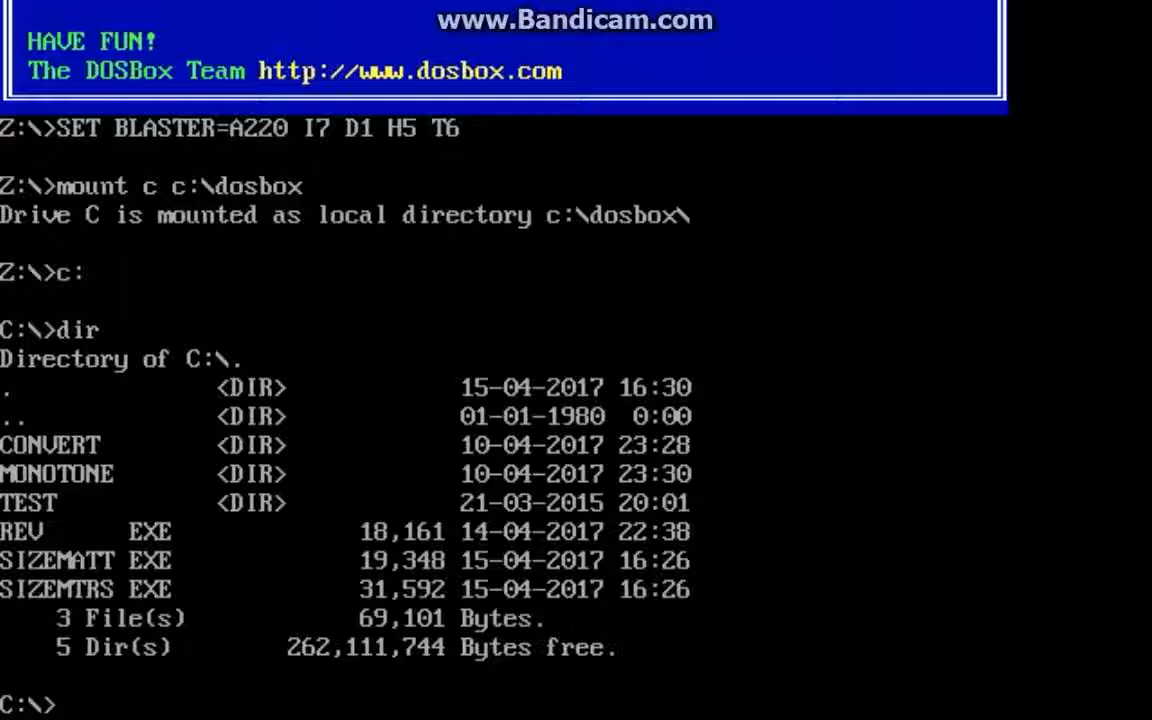 www.Bandicam.com
HAVE FUN!
The DOSBox Team http://www.dosbox.com
Z:\>SET BLASTER=A220 I7 D1 H5 T6
Z:\>mount c c:\dosbox
Drive C is mounted as local directory c:\dosbox\
Z:\>c:
C:\>dir
Directory of C:\.
. <DIR> 15-04-2017 16:30
.. <DIR> 01-01-1980 0:00
CONVERT <DIR> 10-04-2017 23:28
MONOTONE <DIR> 10-04-2017 23:30
TEST <DIR> 21-03-2015 20:01
REV EXE 18,161 14-04-2017 22:38
SIZEMATT EXE 19,348 15-04-2017 16:26
SIZEMTRS EXE 31,592 15-04-2017 16:26
3 File(s) 69,101 Bytes.
5 Dir(s) 262,111,744 Bytes free.
C:\>